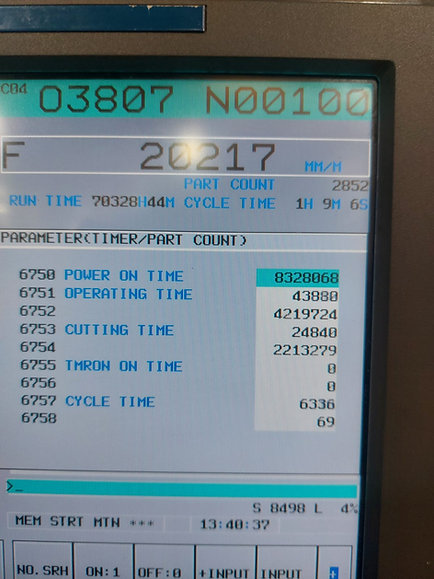 C04 O3807 N00100
F 20217 MM/M
PART COUNT 2852
RUN TIME 70328H44M CYCLE TIME 1H 9M 6S
PARAMETER(TIMER/PART COUNT)
6750 POWER ON TIME 8328068
6751 OPERATING TIME 43880
6752 4219724
6753 CUTTING TIME 24840
6754 2213279
6755 TMRON ON TIME 0
6756 0
6757 CYCLE TIME 6336
6758 69
>_
S 8498 L 4%
MEM STRT MTN *** 13:40:37
NO.SRH ON:1 OFF:0 +INPUT INPUT +